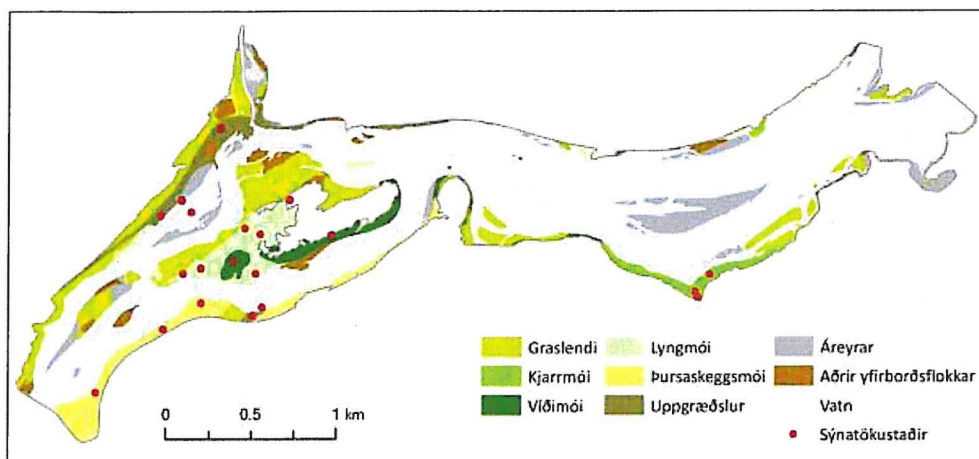 Graslendi
Kjarrmói
Víðimói
Lyngmói
Þursaskeggsmói
Uppgræðslur
Áreyrar
Aðrir yfirborðsflokkar
Vatn
Sýnatökustaðir
0 0.5 1 km